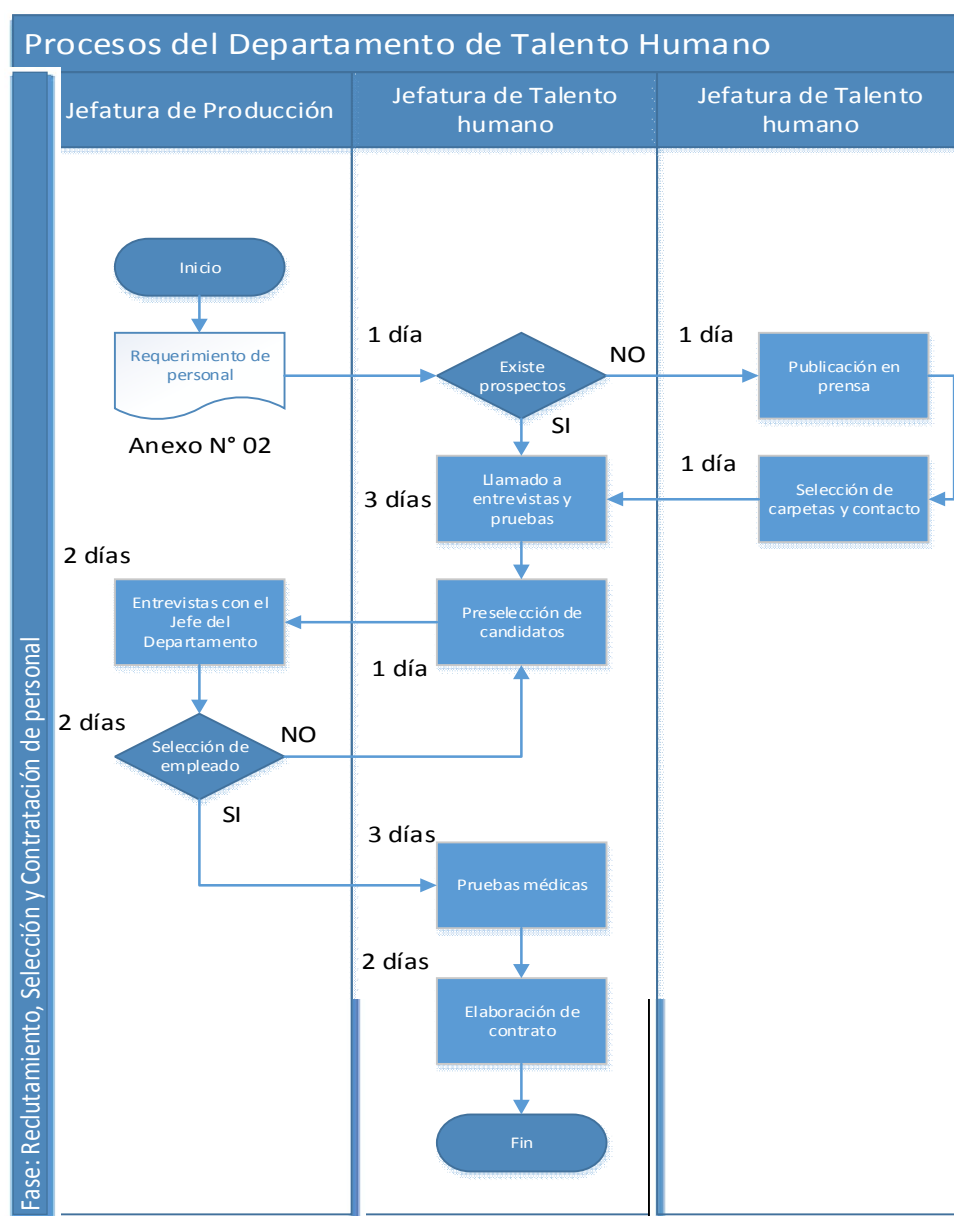 Procesos del Departamento de Talento Humano
Jefatura de Producción
Jefatura de Talento
humano
Jefatura de Talento
humano
Fase: Reclutamiento, Selección y Contratación de personal
Inicio
Requerimiento de
personal
Anexo N° 02
1 día
Existe
prospectos
NO
SI
1 día
Publicación en
prensa
1 día
Selección de
carpetas y contacto
3 días
Llamado a
entrevistas y
pruebas
2 días
Entrevistas con el
Jefe del
Departamento
Preselección de
candidatos
1 día
2 días
Selección de
empleado
NO
SI
3 días
Pruebas médicas
2 días
Elaboración de
contrato
Fin